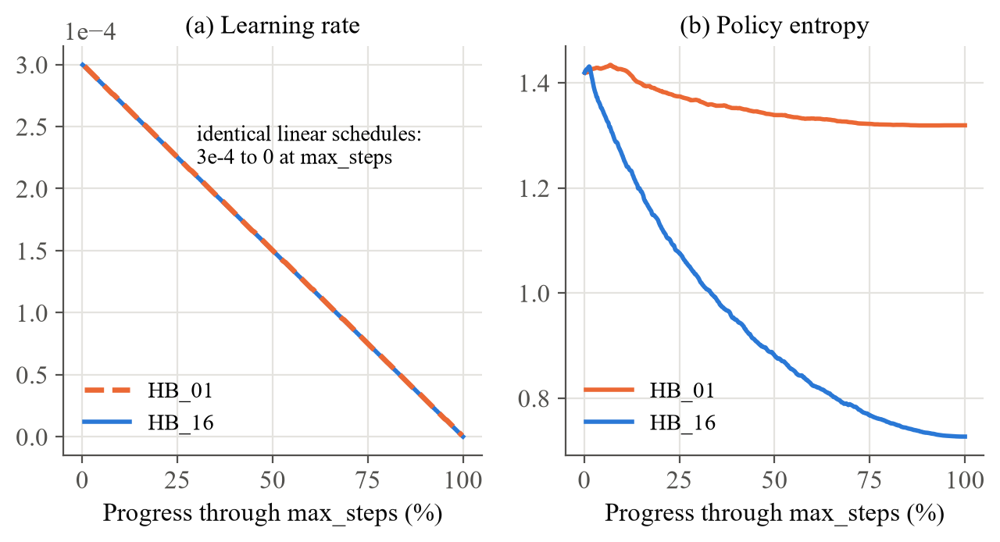 (a) Learning rate
1e−4
3.0
2.5
2.0
1.5
1.0
0.5
0.0
identical linear schedules:
3e-4 to 0 at max_steps
HB_01
HB_16
0 25 50 75 100
Progress through max_steps (%)
(b) Policy entropy
1.4
1.2
1.0
0.8
HB_01
HB_16
0 25 50 75 100
Progress through max_steps (%)